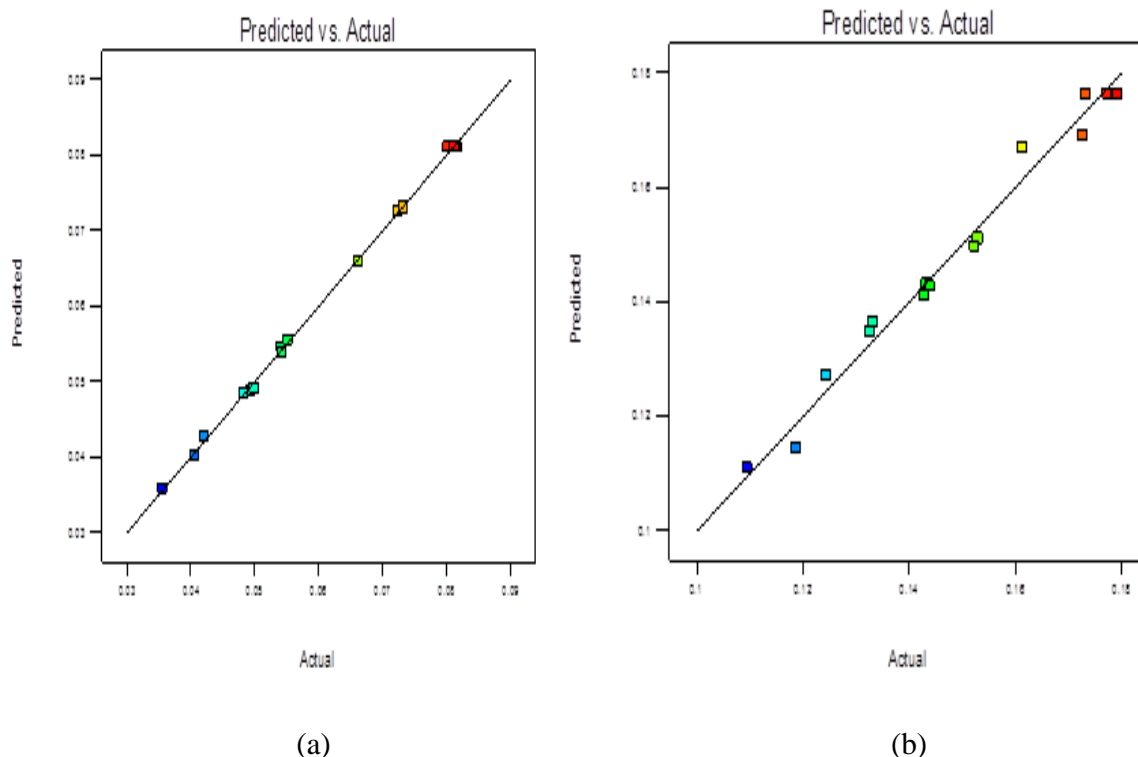 Predicted vs. Actual
0.09
0.08
0.07
0.06
0.05
0.04
0.03
Predicted
0.03 0.04 0.05 0.06 0.07 0.08 0.09
Actual
(a)
Predicted vs. Actual
0.18
0.16
0.14
0.12
0.1
Predicted
0.1 0.12 0.14 0.16 0.18
Actual
(b)